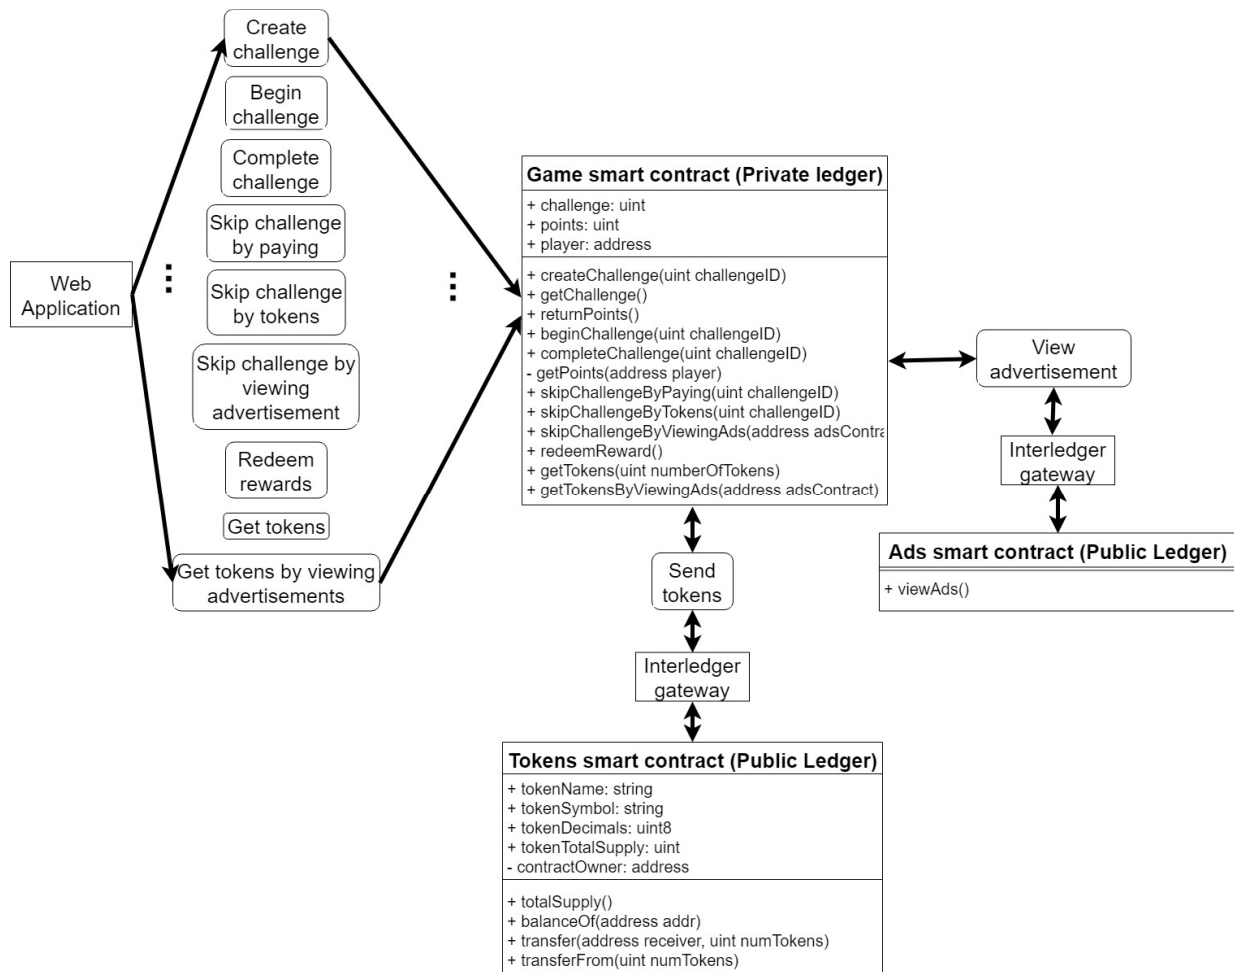 Create
challenge
Begin
challenge
Complete
challenge
Skip challenge
by paying
Web
Application
Skip challenge
by tokens
Skip challenge by
viewing
advertisement
Redeem
rewards
Get tokens
Get tokens by viewing
advertisements
Game smart contract (Private ledger)
+ challenge: uint
+ points: uint
+ player: address
+ createChallenge(uint challengeID)
+ getChallenge()
+ returnPoints()
+ beginChallenge(uint challengeID)
+ completeChallenge(uint challengeID)
- getPoints(address player)
+ skipChallengeByPaying(uint challengeID)
+ skipChallengeByTokens(uint challengeID)
+ skipChallengeByViewingAds(address adsContra
+ redeemReward()
+ getTokens(uint numberOfTokens)
+ getTokensByViewingAds(address adsContract)
View
advertisement
Interledger
gateway
Ads smart contract (Public Ledger)
+ viewAds()
Send
tokens
Interledger
gateway
Tokens smart contract (Public Ledger)
+ tokenName: string
+ tokenSymbol: string
+ tokenDecimals: uint8
+ tokenTotalSupply: uint
- contractOwner: address
+ totalSupply()
+ balanceOf(address addr)
+ transfer(address receiver, uint numTokens)
+ transferFrom(uint numTokens)